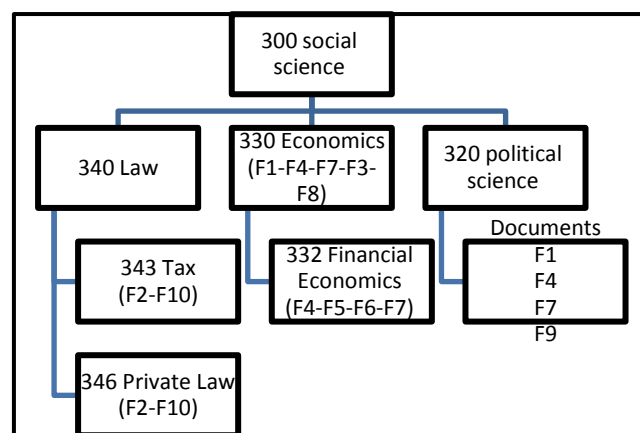 300 social
science
340 Law
330 Economics
(F1-F4-F7-F3-
F8)
320 political
science
343 Tax
(F2-F10)
332 Financial
Economics
(F4-F5-F6-F7)
Documents
F1
F4
F7
F9
346 Private Law
(F2-F10)